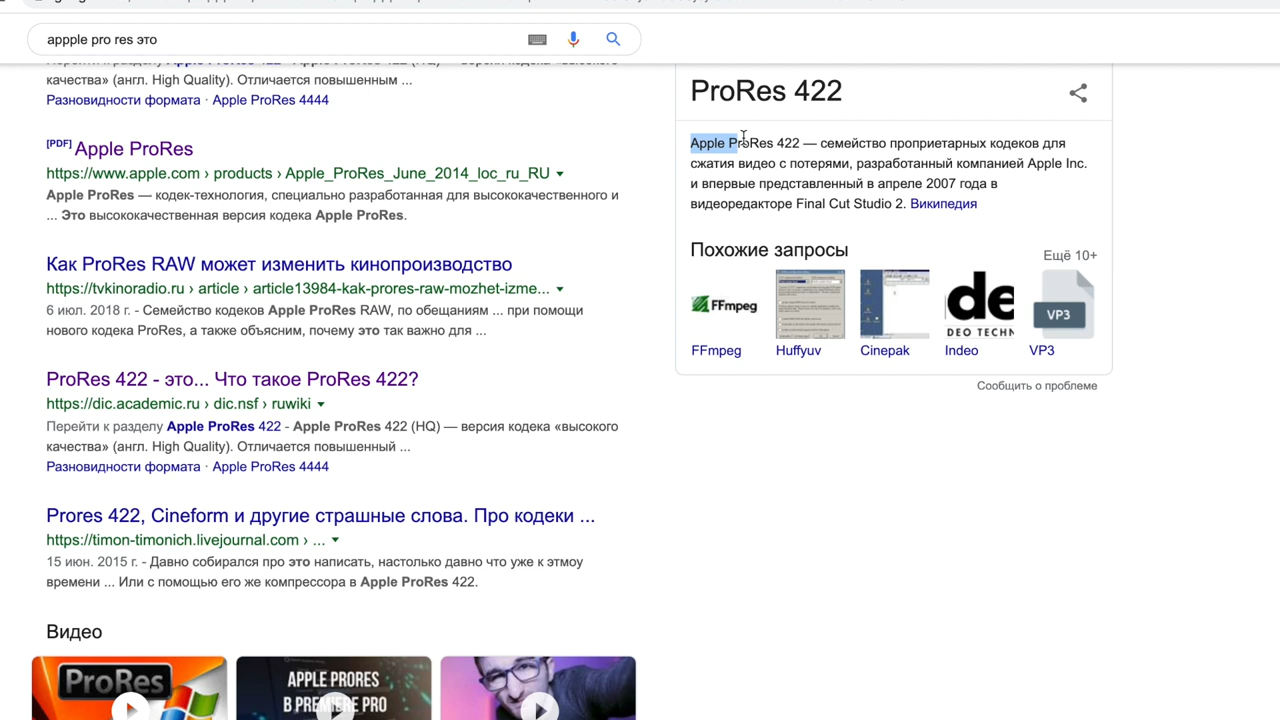 appple pro res это
качества» (англ. High Quality). Отличается повышенным ...
Разновидности формата · Apple ProRes 4444
[PDF] Apple ProRes
https://www.apple.com › products › Apple_ProRes_June_2014_loc_ru_RU
Apple ProRes — кодек-технология, специально разработанная для высококачественного и
... Это высококачественная версия кодека Apple ProRes.
Как ProRes RAW может изменить кинопроизводство
https://tvkinoradio.ru › article › article13984-kak-prores-raw-mozhet-izme...
6 июл. 2018 г. - Семейство кодеков Apple ProRes RAW, по обещаниям ... при помощи
нового кодека ProRes, а также объясним, почему это так важно для ...
ProRes 422 - это... Что такое ProRes 422?
https://dic.academic.ru › dic.nsf › ruwiki
Перейти к разделу Apple ProRes 422 - Apple ProRes 422 (HQ) — версия кодека «высокого
качества» (англ. High Quality). Отличается повышенный ...
Разновидности формата · Apple ProRes 4444
Prores 422, Cineform и другие страшные слова. Про кодеки ...
https://timon-timonich.livejournal.com › ...
15 июн. 2015 г. - Давно собирался про это написать, настолько давно что уже к этмоу
времени ... Или с помощью его же компрессора в Apple ProRes 422.
Видео
ProRes
APPLE PRORES
В PREMIERE PRO
ProRes 422
Apple ProRes 422 — семейство проприетарных кодеков для
сжатия видео с потерями, разработанный компанией Apple Inc.
и впервые представленный в апреле 2007 года в
видеоредакторе Final Cut Studio 2. Википедия
Похожие запросы
Ещё 10+
FFmpeg
de
DEO TECHN
VP3
FFmpeg
Huffyuv
Cinepak
Indeo
VP3
Сообщить о проблеме